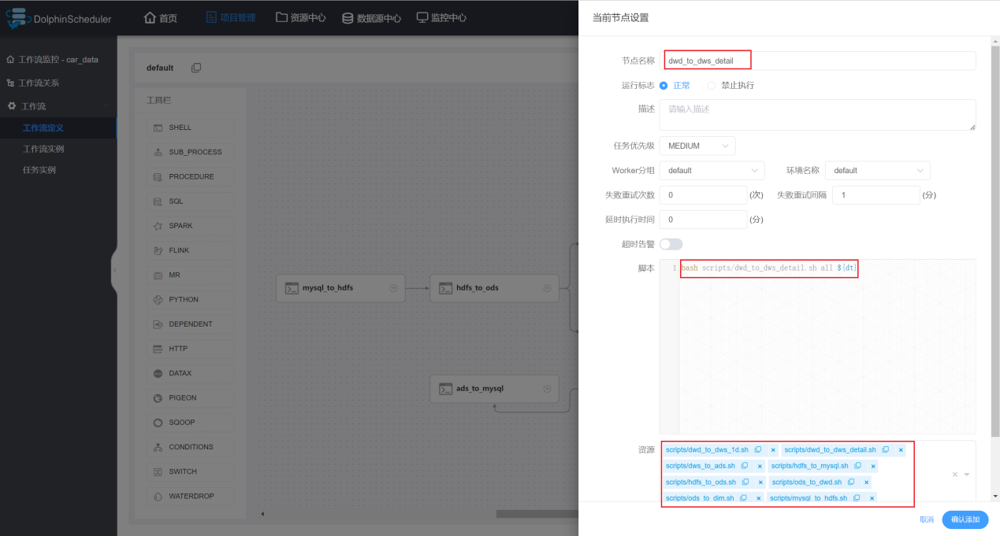 DolphinScheduler
首页
项目管理
资源中心
数据源中心
监控中心
工作流监控 - car_data
工作流关系
工作流
工作流定义
工作流实例
任务实例
default
工具栏
SHELL
SUB_PROCESS
PROCEDURE
SQL
SPARK
FLINK
MR
PYTHON
DEPENDENT
HTTP
DATAX
PIGEON
SQOOP
CONDITIONS
SWITCH
WATERDROP
mysql_to_hdfs
hdfs_to_ods
ads_to_mysql
当前节点设置
节点名称 dwd_to_dws_detail
运行标志 正常 禁止执行
描述 请输入描述
任务优先级 MEDIUM
Worker分组 default 环境名称 default
失败重试次数 0 (次) 失败重试间隔 1 (分)
延时执行时间 0 (分)
超时告警
脚本 1 bash scripts/dwd_to_dws_detail.sh all ${dt}
资源 scripts/dwd_to_dws_1d.sh scripts/dwd_to_dws_detail.sh
scripts/dws_to_ads.sh scripts/hdfs_to_mysql.sh
scripts/hdfs_to_ods.sh scripts/ods_to_dwd.sh
scripts/ods_to_dim.sh scripts/mysql_to_hdfs.sh
取消 确认添加